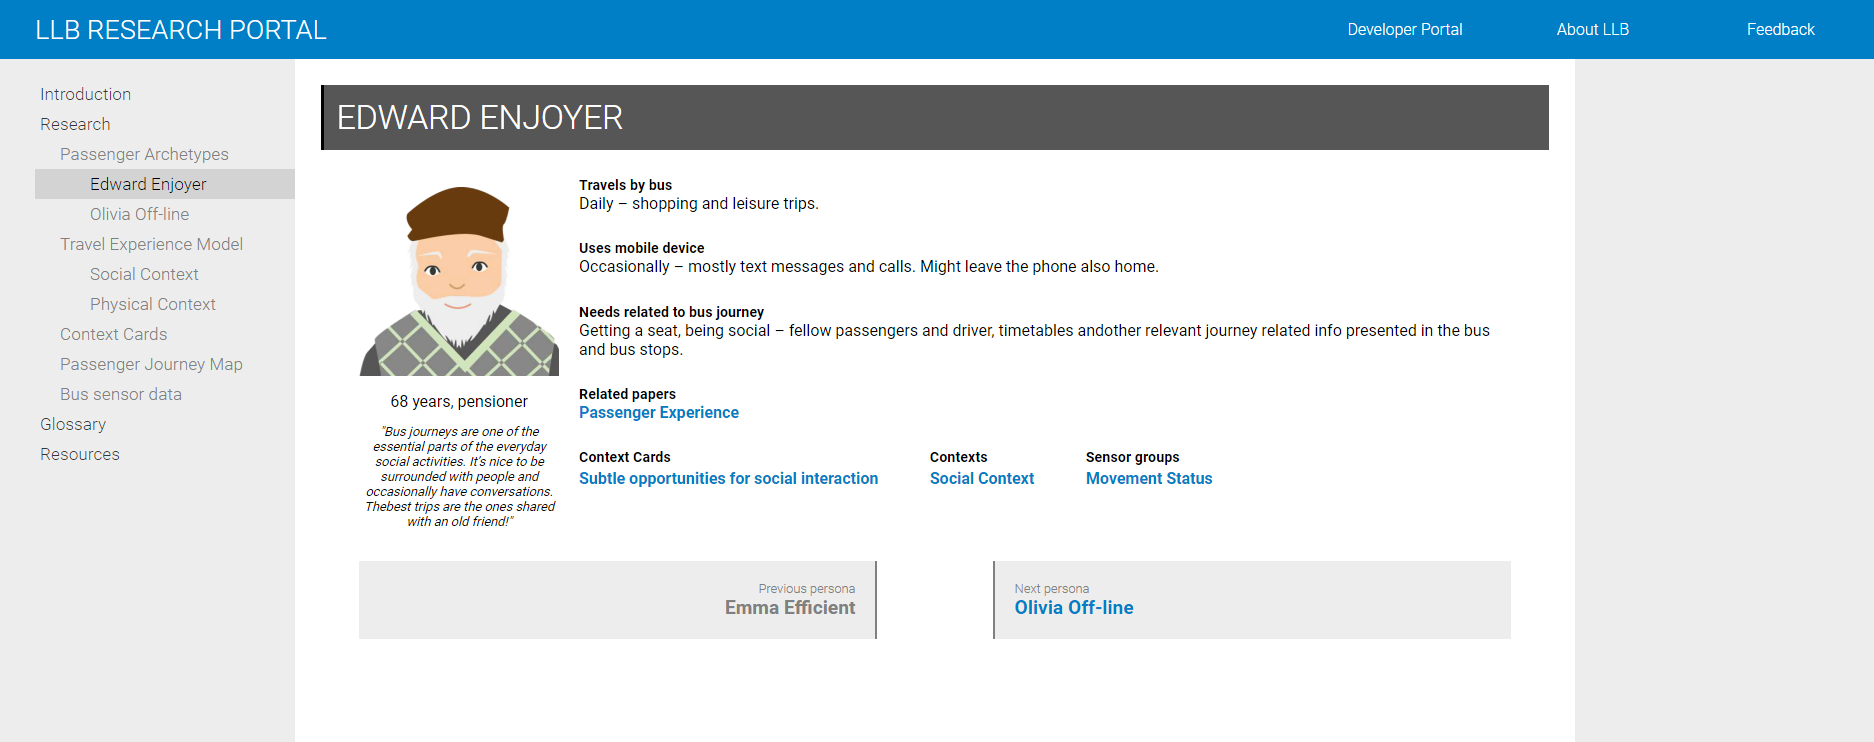 LLB RESEARCH PORTAL
Developer Portal
About LLB
Feedback
Introduction
Research
Passenger Archetypes
Edward Enjoyer
Olivia Off-line
Travel Experience Model
Social Context
Physical Context
Context Cards
Passenger Journey Map
Bus sensor data
Glossary
Resources
EDWARD ENJOYER
68 years, pensioner
"Bus journeys are one of the
essential parts of the everyday
social activities. It's nice to be
surrounded with people and
occasionally have conversations.
Thebest trips are the ones shared
with an old friend!"
Travels by bus
Daily – shopping and leisure trips.
Uses mobile device
Occasionally – mostly text messages and calls. Might leave the phone also home.
Needs related to bus journey
Getting a seat, being social – fellow passengers and driver, timetables andother relevant journey related info presented in the bus
and bus stops.
Related papers
Passenger Experience
Context Cards
Subtle opportunities for social interaction
Contexts
Social Context
Sensor groups
Movement Status
Previous persona
Emma Efficient
Next persona
Olivia Off-line